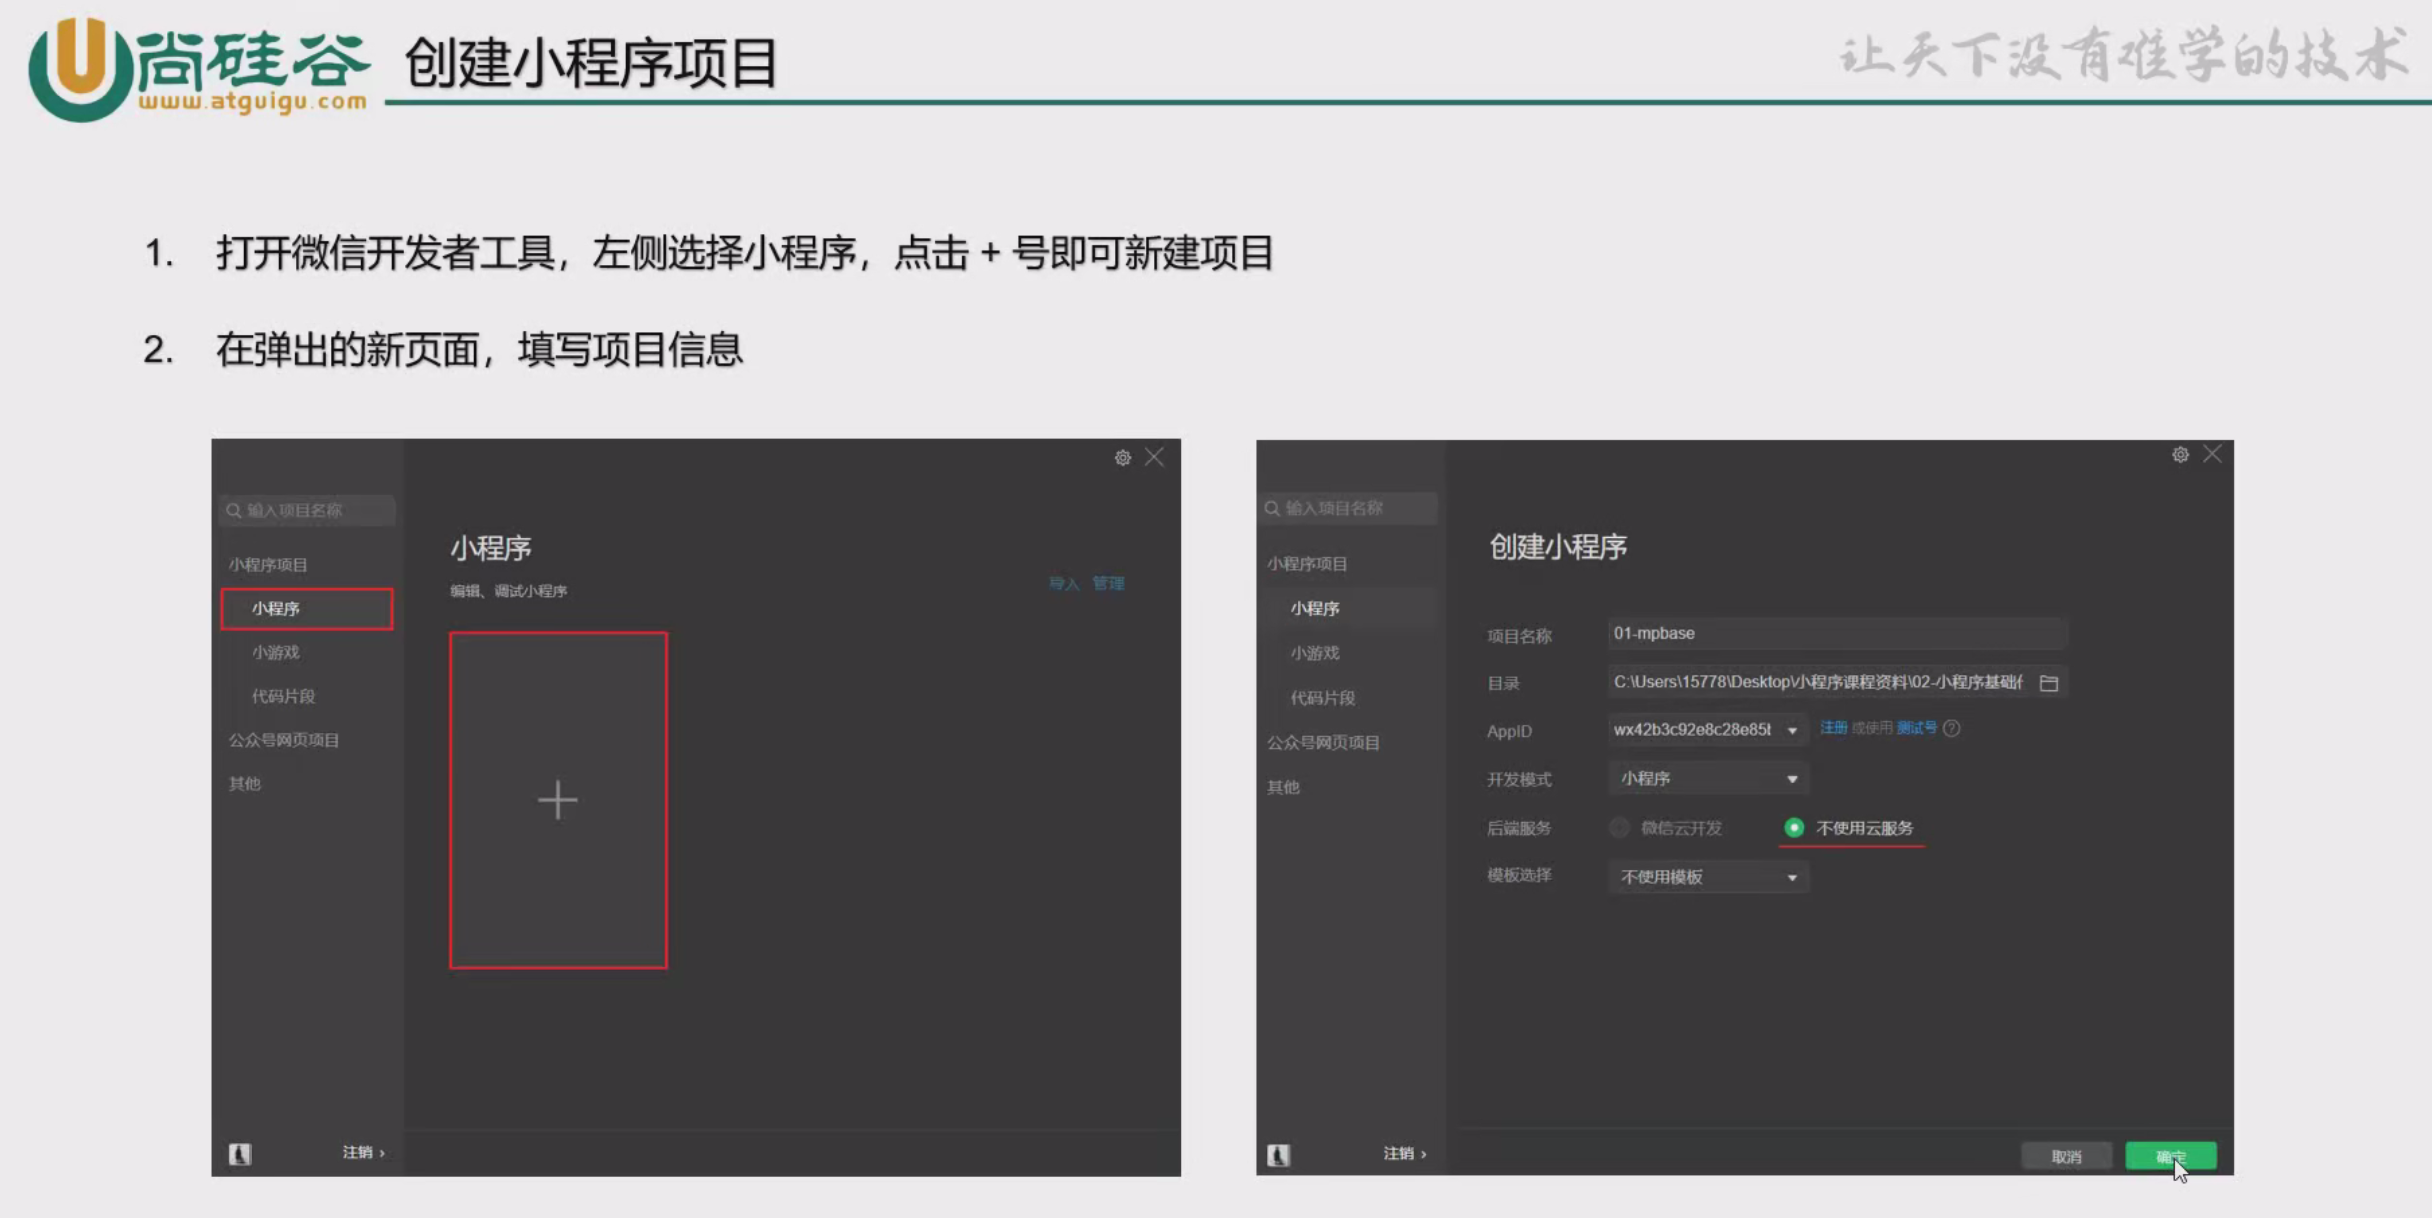 尚硅谷
www.atguigu.com
创建小程序项目
让天下没有难学的技术
1. 打开微信开发者工具，左侧选择小程序，点击 + 号即可新建项目
2. 在弹出的新页面，填写项目信息
输入项目名称
小程序项目
小程序
小游戏
代码片段
公众号网页项目
其他
注销 ›
小程序
编辑、调试小程序
导入 管理
输入项目名称
小程序项目
小程序
小游戏
代码片段
公众号网页项目
其他
注销 ›
创建小程序
项目名称 01-mpbase
目录 C:\Users\15778\Desktop\小程序课程资料\02-小程序基础
AppID wx42b3c92e8c28e85 注册 或使用 测试号
开发模式 小程序
后端服务 微信云开发 不使用云服务
模板选择 不使用模板
取消 确定